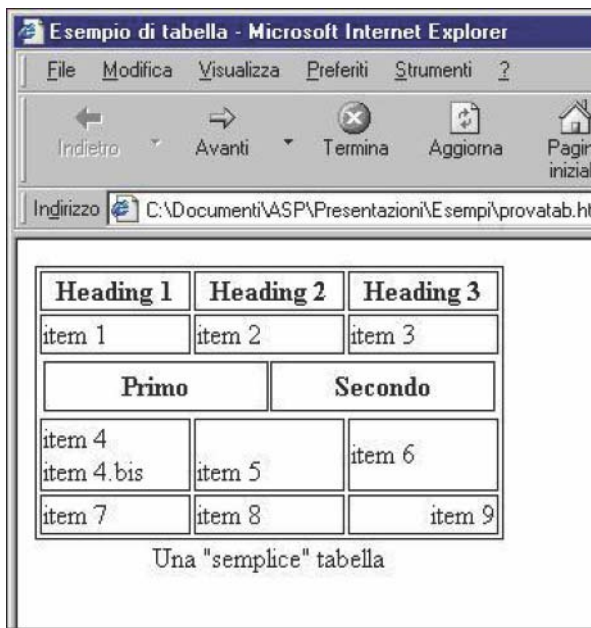 Esempio di tabella - Microsoft Internet Explorer
File Modifica Visualizza Preferiti Strumenti ?
Indietro Avanti Termina Aggiorna Pagin
inizial
Indirizzo C:\Documenti\ASP\Presentazioni\Esempi\provatab.ht
Heading 1 Heading 2 Heading 3
item 1 item 2 item 3
Primo Secondo
item 4
item 4.bis item 5 item 6
item 7 item 8 item 9
Una "semplice" tabella